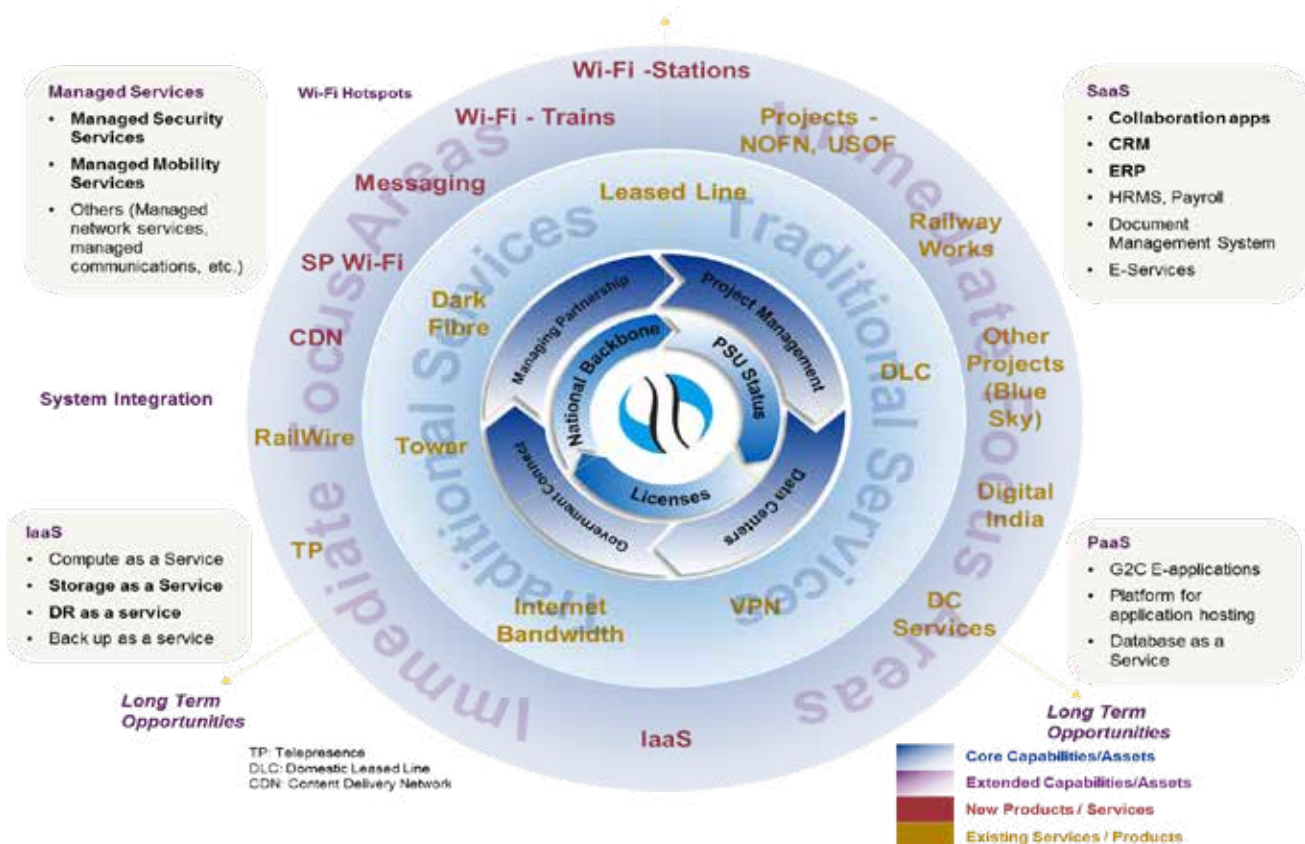 Wi-Fi -Stations
Wi-Fi Hotspots
Wi-Fi - Trains
Projects -
NOFN, USOF
Messaging
Leased Line
Railway
Works
SP Wi-Fi
Dark
Fibre
CDN
DLC
Other
Projects
(Blue
Sky)
System Integration
RailWire
Tower
Digital
India
TP
Internet
Bandwidth
VPN
DC
Services
IaaS
Immediate Focus Areas
Immediate Focus Areas
Traditional Services
Traditional Services
Managing Partnership
Project Management
Data Centers
Government Connect
National Backbone
PSU Status
Licenses
Managed Services
• Managed Security
Services
• Managed Mobility
Services
• Others (Managed
network services,
managed
communications, etc.)
SaaS
• Collaboration apps
• CRM
• ERP
• HRMS, Payroll
• Document
Management System
• E-Services
IaaS
• Compute as a Service
• Storage as a Service
• DR as a service
• Back up as a service
PaaS
• G2C E-applications
• Platform for
application hosting
• Database as a
Service
Long Term
Opportunities
Long Term
Opportunities
TP: Telepresence
DLC: Domestic Leased Line
CDN: Content Delivery Network
Core Capabilities/Assets
Extended Capabilities/Assets
New Products / Services
Existing Services / Products